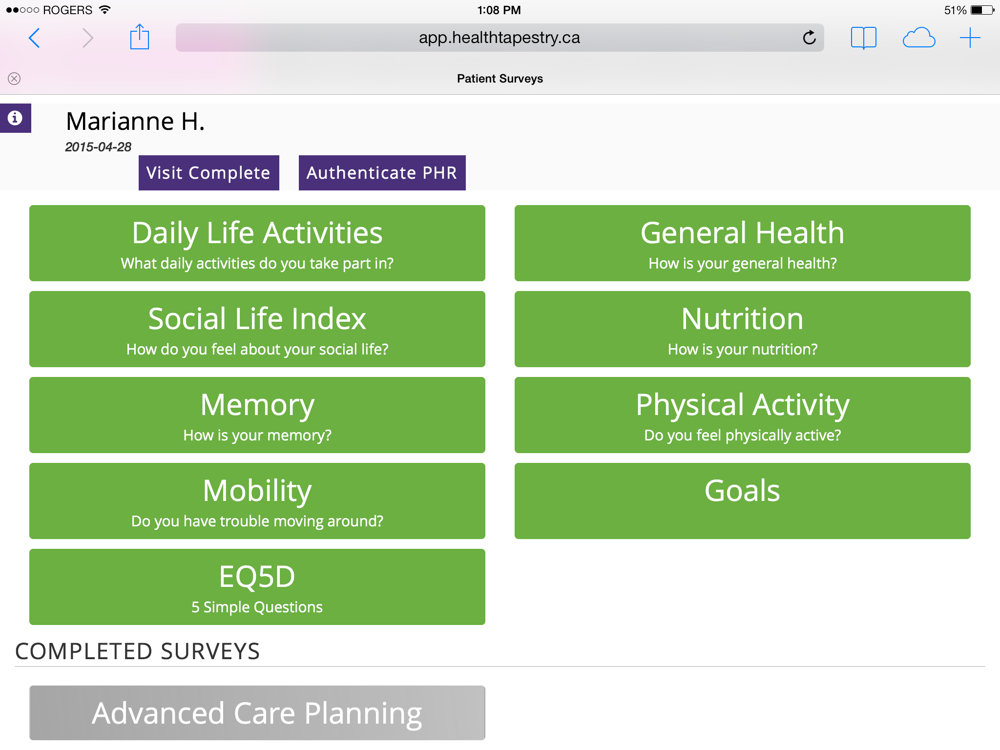 ROGERS 1:08 PM 51%
app.healthtapestry.ca
Patient Surveys
Marianne H.
2015-04-28
Visit Complete Authenticate PHR
Daily Life Activities
What daily activities do you take part in?
General Health
How is your general health?
Social Life Index
How do you feel about your social life?
Nutrition
How is your nutrition?
Memory
How is your memory?
Physical Activity
Do you feel physically active?
Mobility
Do you have trouble moving around?
Goals
EQ5D
5 Simple Questions
COMPLETED SURVEYS
Advanced Care Planning